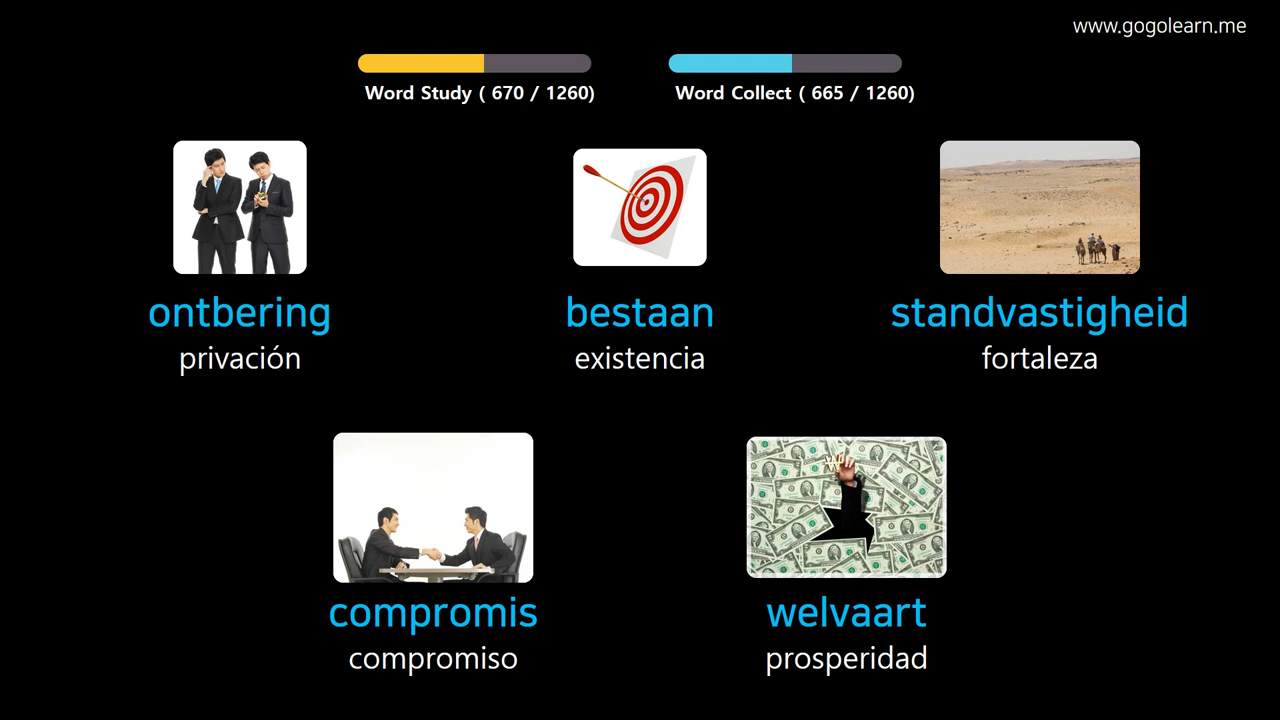 www.gogolearn.me
Word Study ( 670 / 1260)
Word Collect ( 665 / 1260)
ontbering
privación
bestaan
existencia
standvastigheid
fortaleza
compromis
compromiso
welvaart
prosperidad